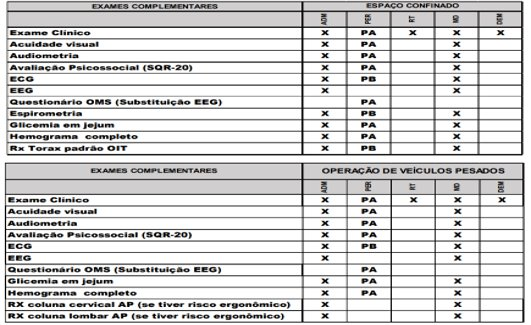 EXAMES COMPLEMENTARES ESPAÇO CONFINADO
ADM PER RT MD DEM
Exame Clínico X PA X X X
Acuidade visual X PA X
Audiometria X PA X
Avaliação Psicossocial (SQR-20) X PA X
ECG X PB X
EEG X X
Questionário OMS (Substituição EEG) PA
Espirometria X PB X
Glicemia em jejum X PA X
Hemograma completo X PA X
Rx Torax padrão OIT X PB X
EXAMES COMPLEMENTARES OPERAÇÃO DE VEÍCULOS PESADOS
ADM PER RT MD DEM
Exame Clínico X PA X X X
Acuidade visual X PA X
Audiometria X PA X
Avaliação Psicossocial (SQR-20) X PA X
ECG X PB X
EEG X X
Questionário OMS (Substituição EEG) PA
Glicemia em jejum X PA X
Hemograma completo X PA X
RX coluna cervical AP (se tiver risco ergonômico) X X
RX coluna lombar AP (se tiver risco ergonômico) X X